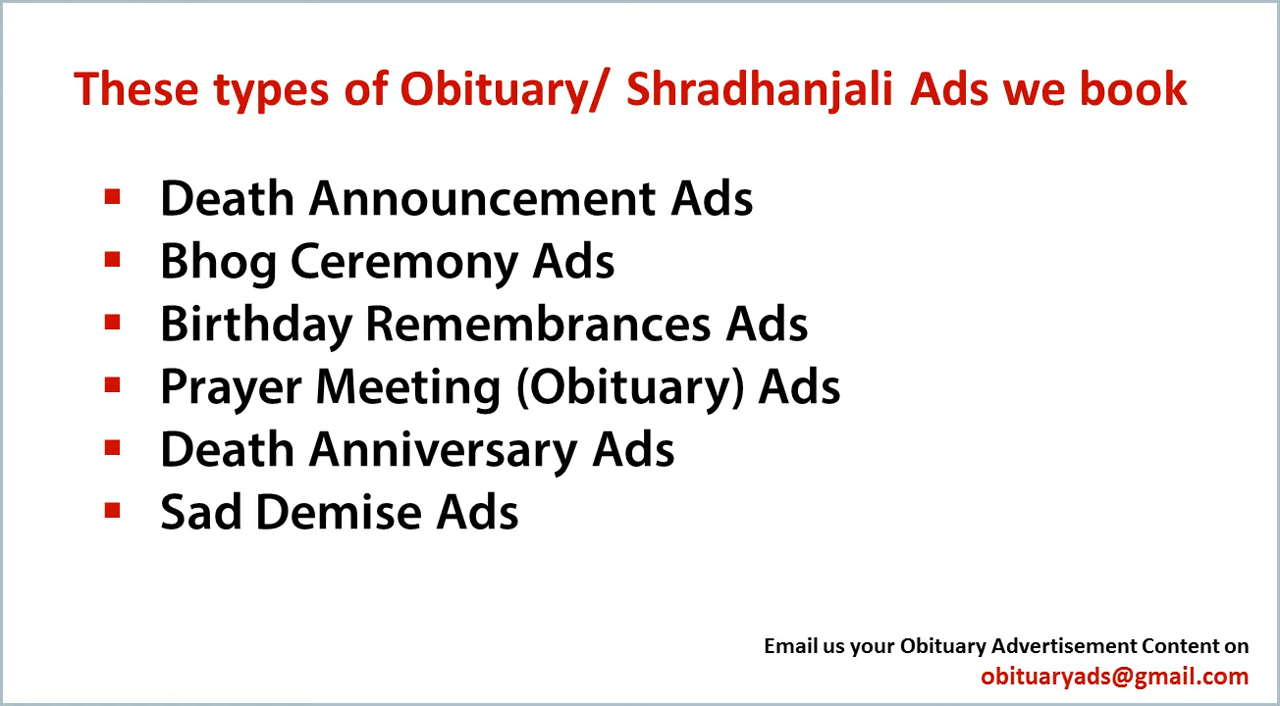 These types of Obituary/ Shradhanjali Ads we book
Death Announcement Ads
Bhog Ceremony Ads
Birthday Remembrances Ads
Prayer Meeting (Obituary) Ads
Death Anniversary Ads
Sad Demise Ads
Email us your Obituary Advertisement Content on
obituaryads@gmail.com